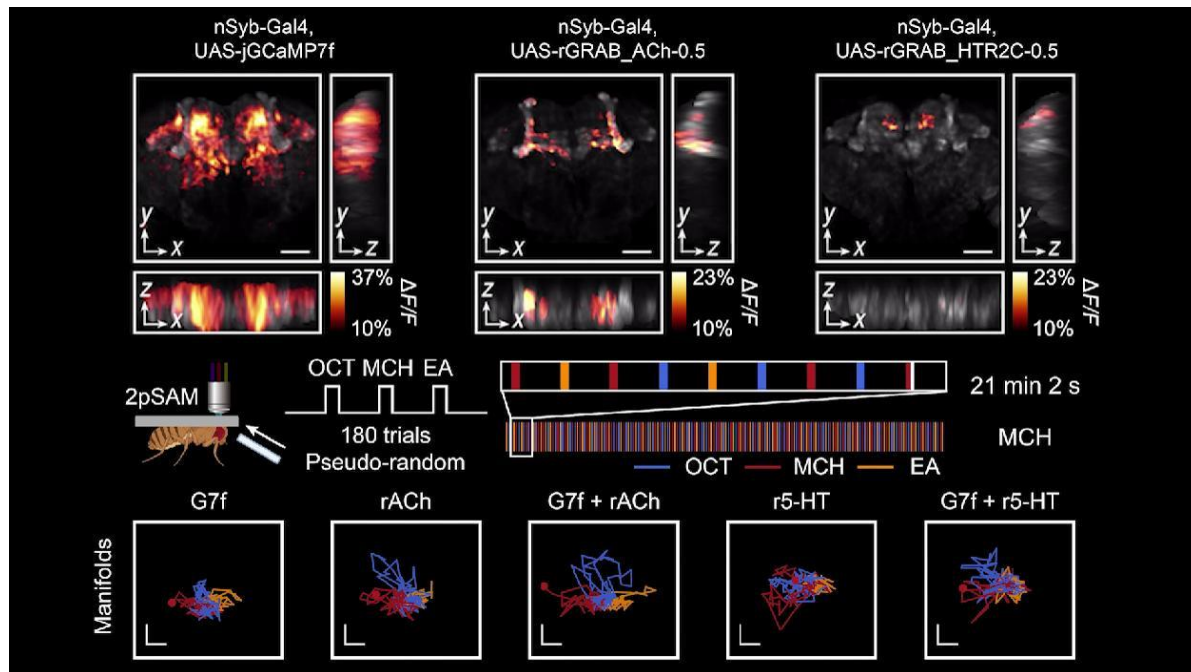 nSyb-Gal4,
UAS-jGCaMP7f
nSyb-Gal4,
UAS-rGRAB_ACh-0.5
nSyb-Gal4,
UAS-rGRAB_HTR2C-0.5
y
x
z
y
x
z
y
x
z
z
x
37%
10%
ΔF/F
z
x
23%
10%
ΔF/F
z
x
23%
10%
ΔF/F
2pSAM
OCT MCH EA
180 trials
Pseudo-random
21 min 2 s
MCH
OCT MCH EA
Manifolds
G7f
rACh
G7f + rACh
r5-HT
G7f + r5-HT